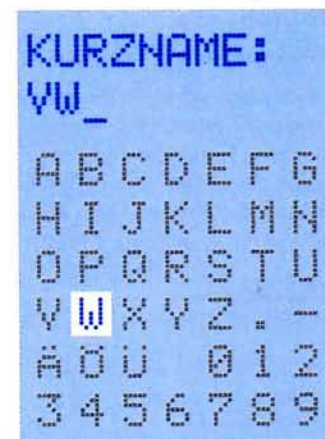 KURZNAME:
VW_
A B C D E F G
H I J K L M N
O P Q R S T U
V W X Y Z . -
Ä Ö Ü 0 1 2
3 4 5 6 7 8 9